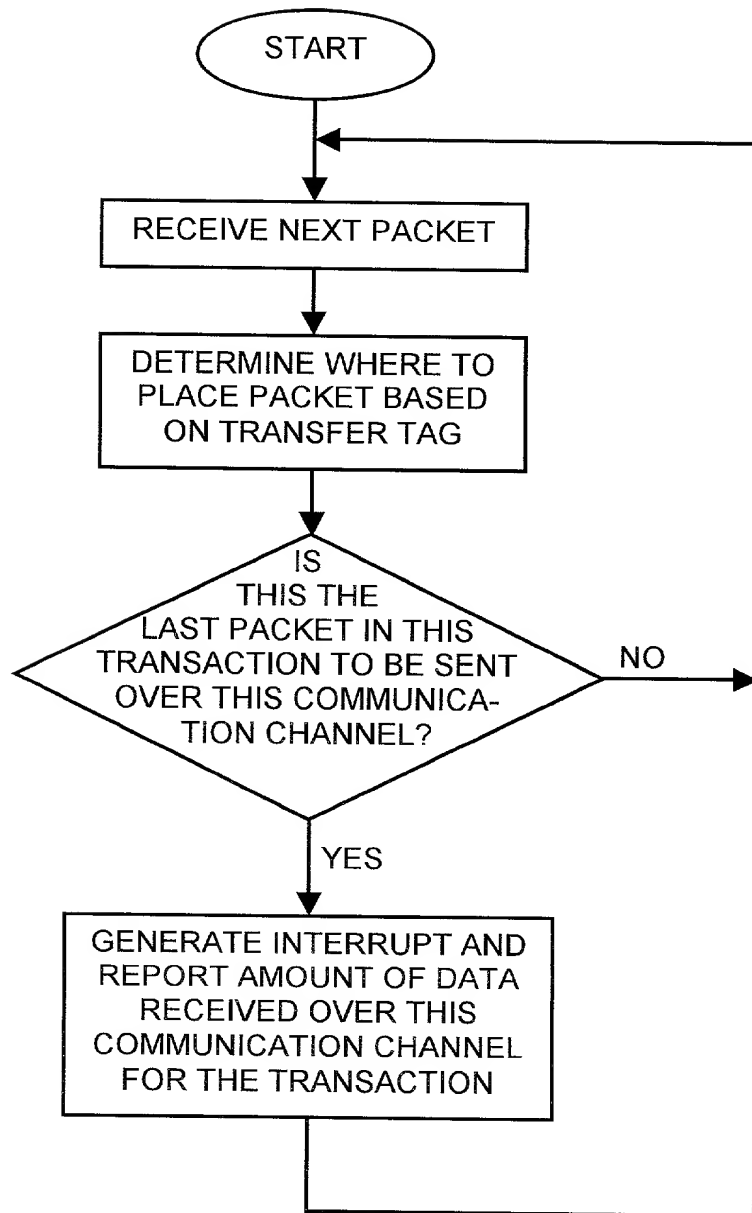 START
RECEIVE NEXT PACKET
DETERMINE WHERE TO
PLACE PACKET BASED
ON TRANSFER TAG
IS
THIS THE
LAST PACKET IN THIS
TRANSACTION TO BE SENT
OVER THIS COMMUNICA-
TION CHANNEL?
NO
YES
GENERATE INTERRUPT AND
REPORT AMOUNT OF DATA
RECEIVED OVER THIS
COMMUNICATION CHANNEL
FOR THE TRANSACTION